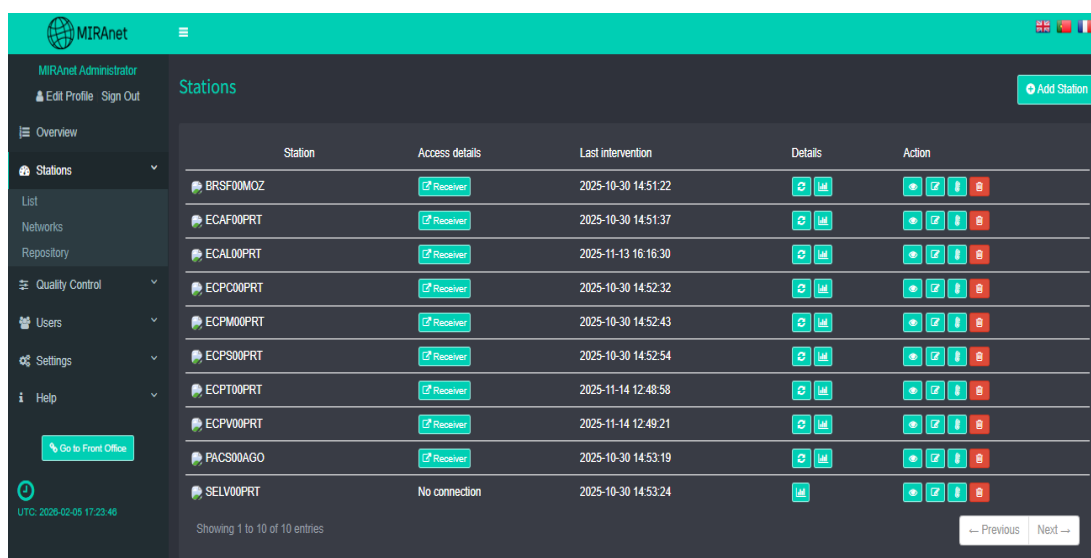 MIRAnet
MIRAnet Administrator
Edit Profile Sign Out
Overview
Stations
List
Networks
Repository
Quality Control
Users
Settings
Help
Go to Front Office
UTC: 2026-02-05 17:23:46
Stations
Add Station
Station Access details Last intervention Details Action
BRSF00MOZ Receiver 2025-10-30 14:51:22
ECAF00PRT Receiver 2025-10-30 14:51:37
ECAL00PRT Receiver 2025-11-13 16:16:30
ECPC00PRT Receiver 2025-10-30 14:52:32
ECPM00PRT Receiver 2025-10-30 14:52:43
ECPS00PRT Receiver 2025-10-30 14:52:54
ECPT00PRT Receiver 2025-11-14 12:48:58
ECPV00PRT Receiver 2025-11-14 12:49:21
PACS00AGO Receiver 2025-10-30 14:53:19
SELV00PRT No connection 2025-10-30 14:53:24
Showing 1 to 10 of 10 entries
← Previous Next →